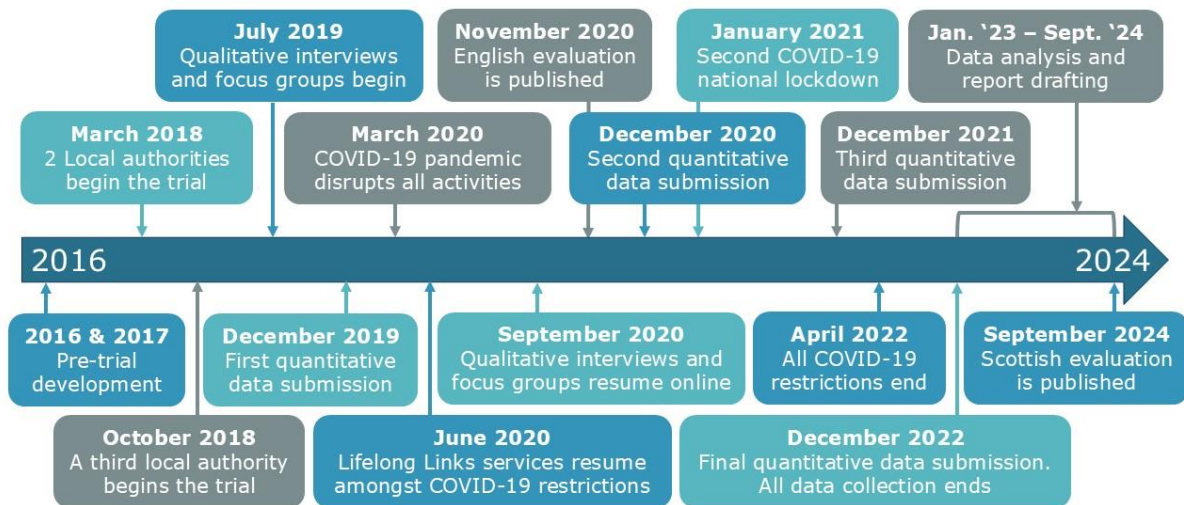 July 2019
Qualitative interviews
and focus groups begin
November 2020
English evaluation
is published
January 2021
Second COVID-19
national lockdown
Jan. ‘23 – Sept. ‘24
Data analysis and
report drafting
March 2018
2 Local authorities
begin the trial
March 2020
COVID-19 pandemic
disrupts all activities
December 2020
Second quantitative
data submission
December 2021
Third quantitative
data submission
2016
2024
2016 & 2017
Pre-trial
development
December 2019
First quantitative
data submission
September 2020
Qualitative interviews and
focus groups resume online
April 2022
All COVID-19
restrictions end
September 2024
Scottish evaluation
is published
October 2018
A third local authority
begins the trial
June 2020
Lifelong Links services resume
amongst COVID-19 restrictions
December 2022
Final quantitative data submission.
All data collection ends